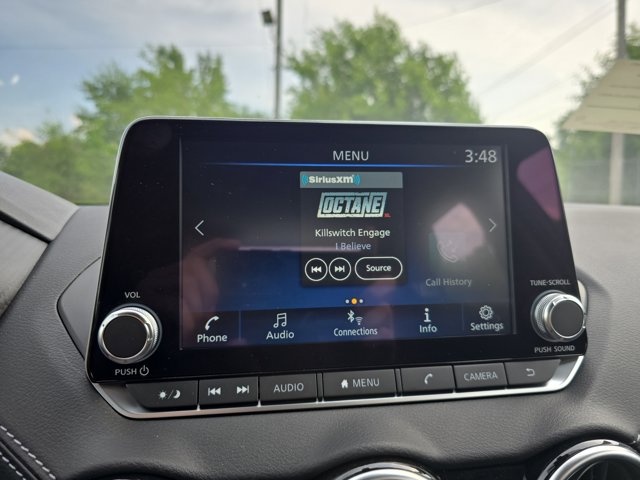 MENU 3:48
SiriusXM
OCTANE XL
Killswitch Engage
I Believe
Source
Call History
VOL
TUNE·SCROLL
Phone Audio Connections Info Settings
PUSH
PUSH SOUND
AUDIO MENU CAMERA